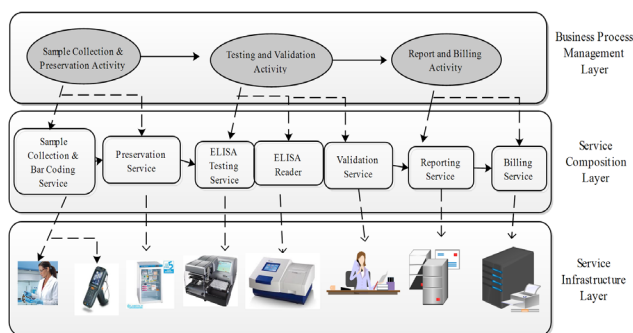 Sample Collection &
Preservation Activity
Testing and Validation
Activity
Report and Billing
Activity
Business Process
Management
Layer
Sample
Collection &
Bar Coding
Service
Preservation
Service
ELISA
Testing
Service
ELISA
Reader
Validation
Service
Reporting
Service
Billing
Service
Service
Composition
Layer
Service
Infrastructure
Layer